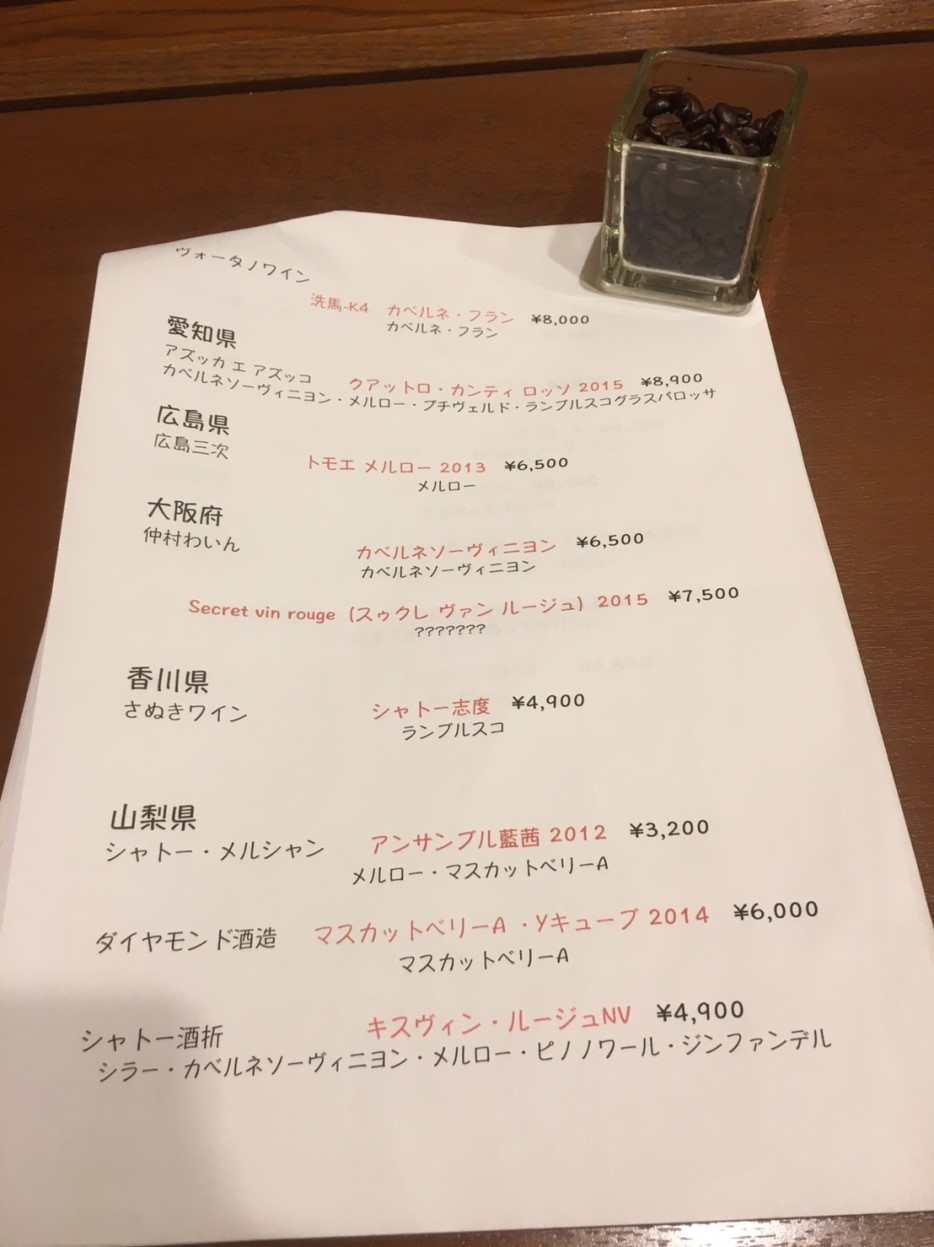 ヴォータノワイン
洗馬-K4 カベルネ・フラン ¥8,000
カベルネ・フラン
愛知県
アズッカ エ アズッコ クアットロ・カンティ ロッソ 2015 ¥8,900
カベルネソーヴィニヨン・メルロー・プチヴェルド・ランブルスコグラスパロッサ
広島県
広島三次 トモエ メルロー 2013 ¥6,500
メルロー
大阪府
仲村わいん カベルネソーヴィニヨン ¥6,500
カベルネソーヴィニヨン
Secret vin rouge (スゥクレ ヴァン ルージュ) 2015 ¥7,500
???????
香川県
さぬきワイン シャトー志度 ¥4,900
ランブルスコ
山梨県
シャトー・メルシャン アンサンブル藍茜 2012 ¥3,200
メルロー・マスカットベリーA
ダイヤモンド酒造 マスカットベリーA ・Yキューブ 2014 ¥6,000
マスカットベリーA
シャトー酒折 キスヴィン・ルージュNV ¥4,900
シラー・カベルネソーヴィニヨン・メルロー・ピノノワール・ジンファンデル